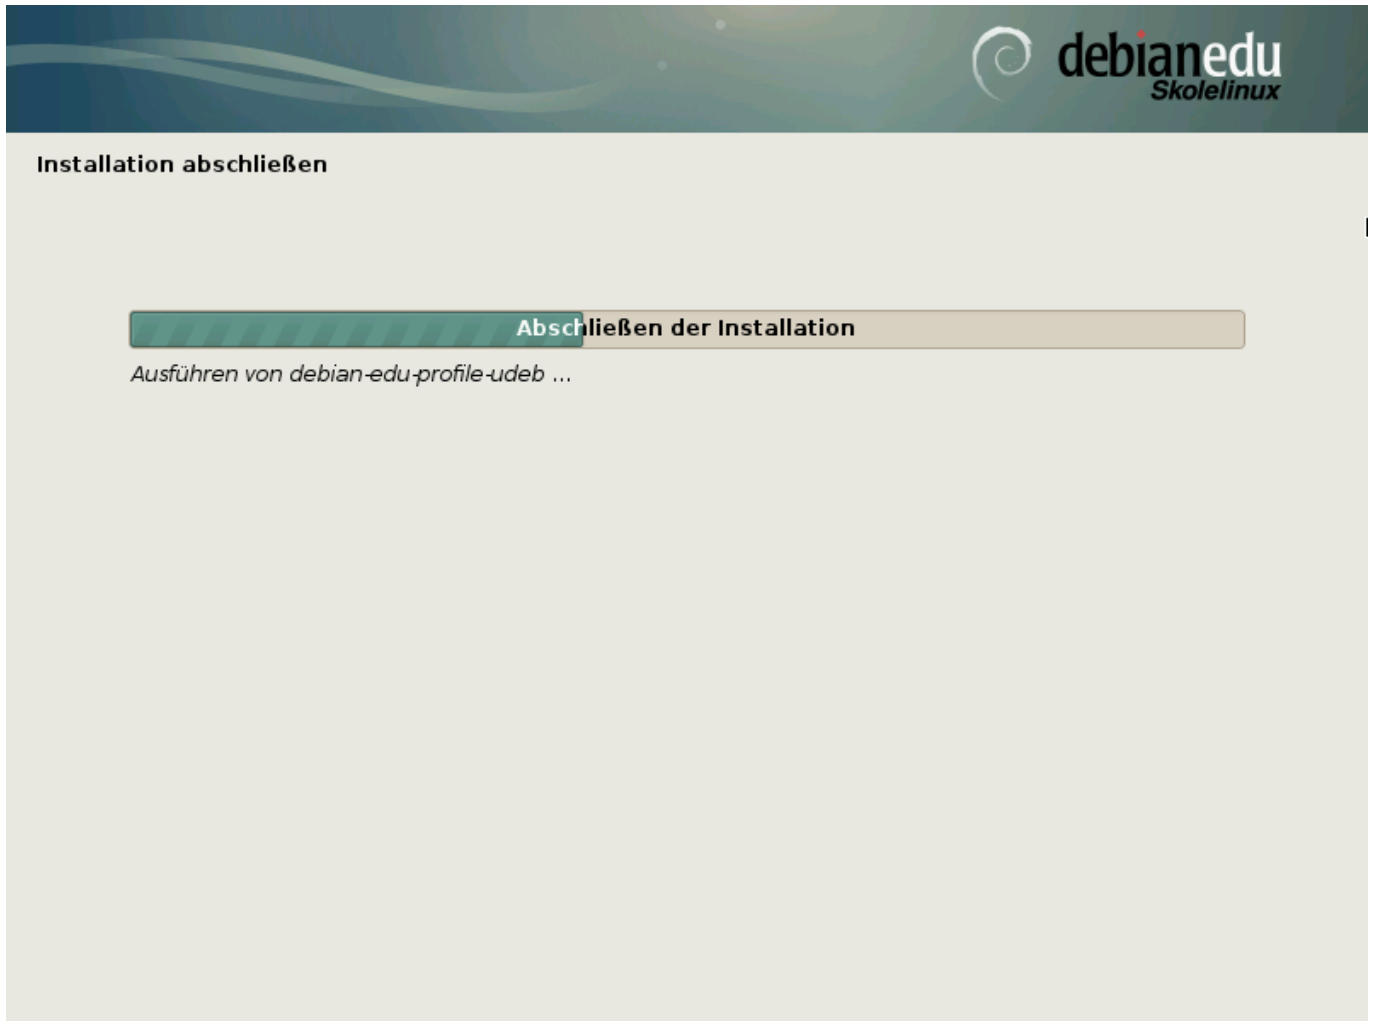 debianedu
Skolelinux
Installation abschließen
Abschließen der Installation
Ausführen von debian-edu-profile-udeb ...